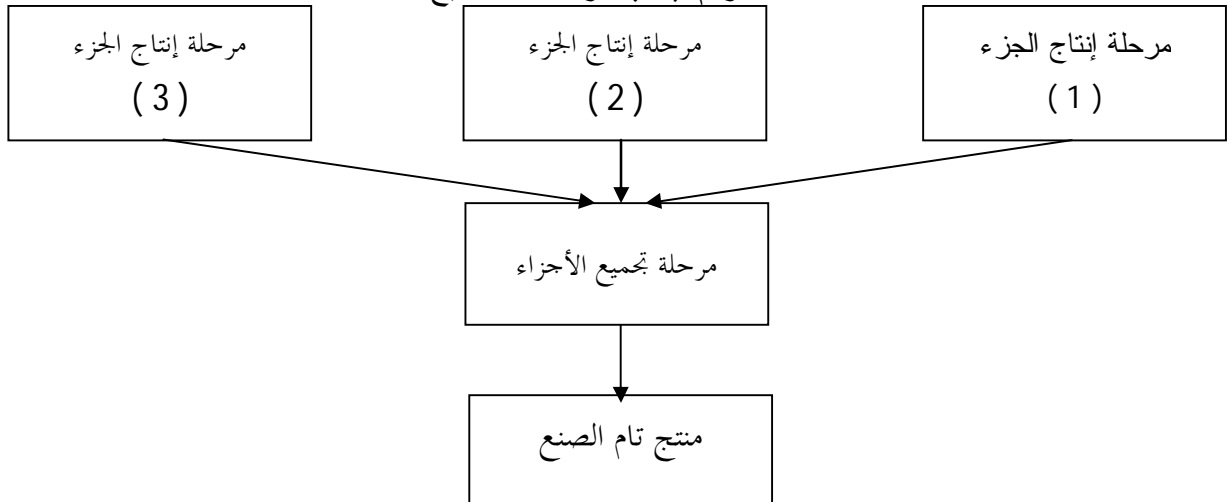 مرحلة إنتاج الجزء
( 1 )
مرحلة إنتاج الجزء
( 2 )
مرحلة إنتاج الجزء
( 3 )
مرحلة تجميع الأجزاء
منتج تام الصنع